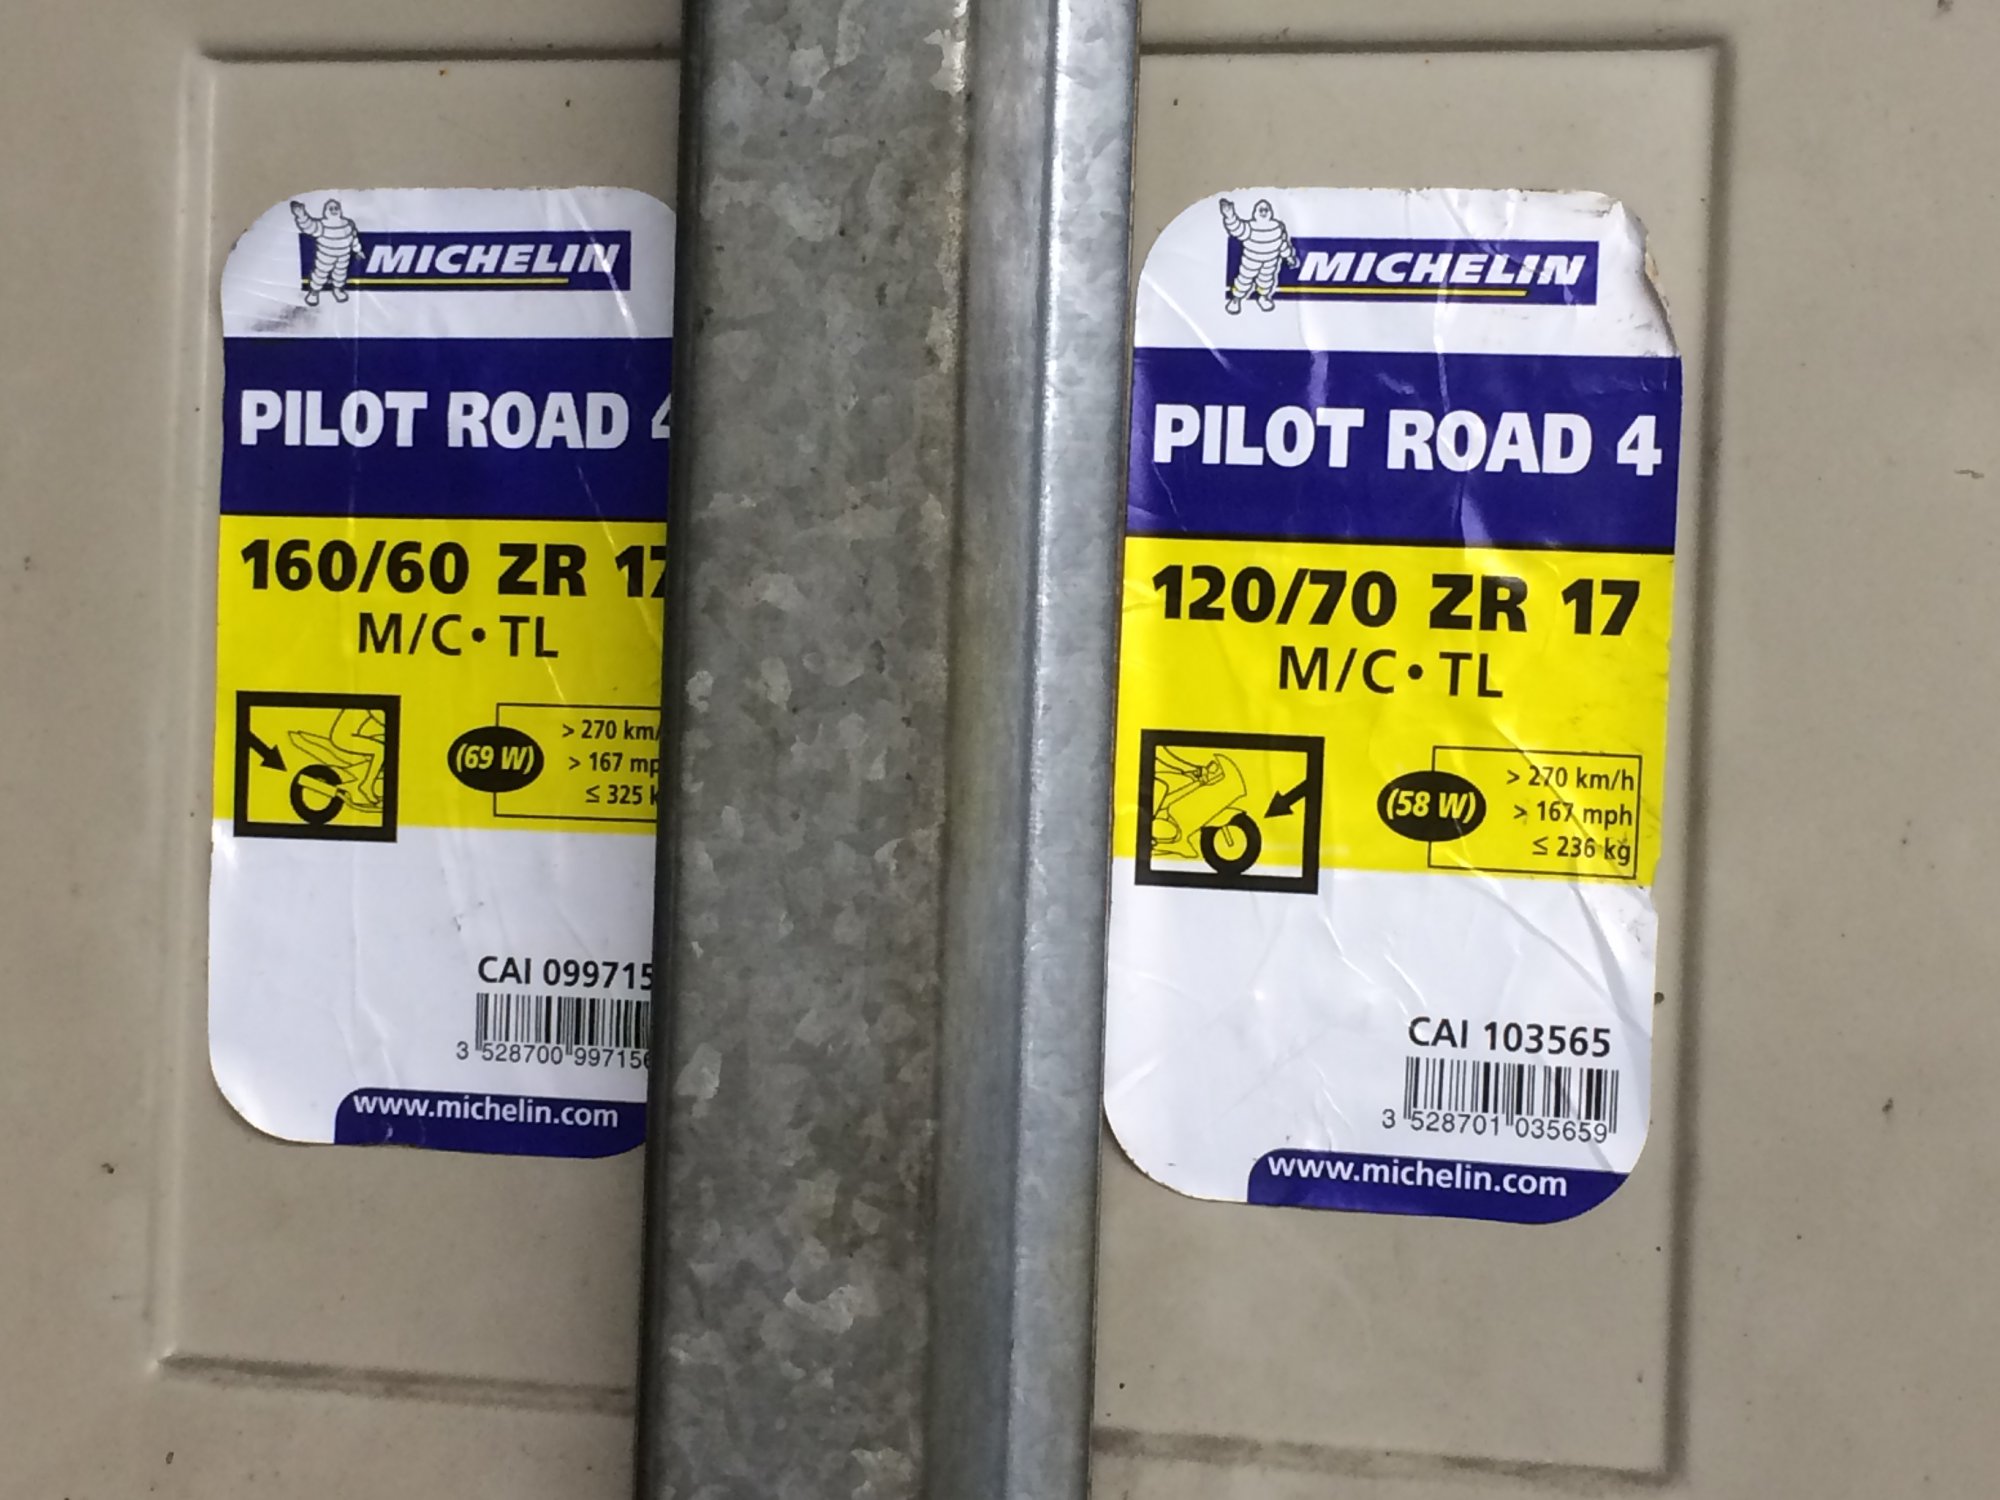 MICHELIN
PILOT ROAD 4
160/60 ZR 17
M/C • TL
(69 W)
> 270 km/
> 167 mp
≤ 325 k
CAI 099715
3 528700 997156
www.michelin.com
MICHELIN
PILOT ROAD 4
120/70 ZR 17
M/C • TL
(58 W)
> 270 km/h
> 167 mph
≤ 236 kg
CAI 103565
3 528701 035659
www.michelin.com